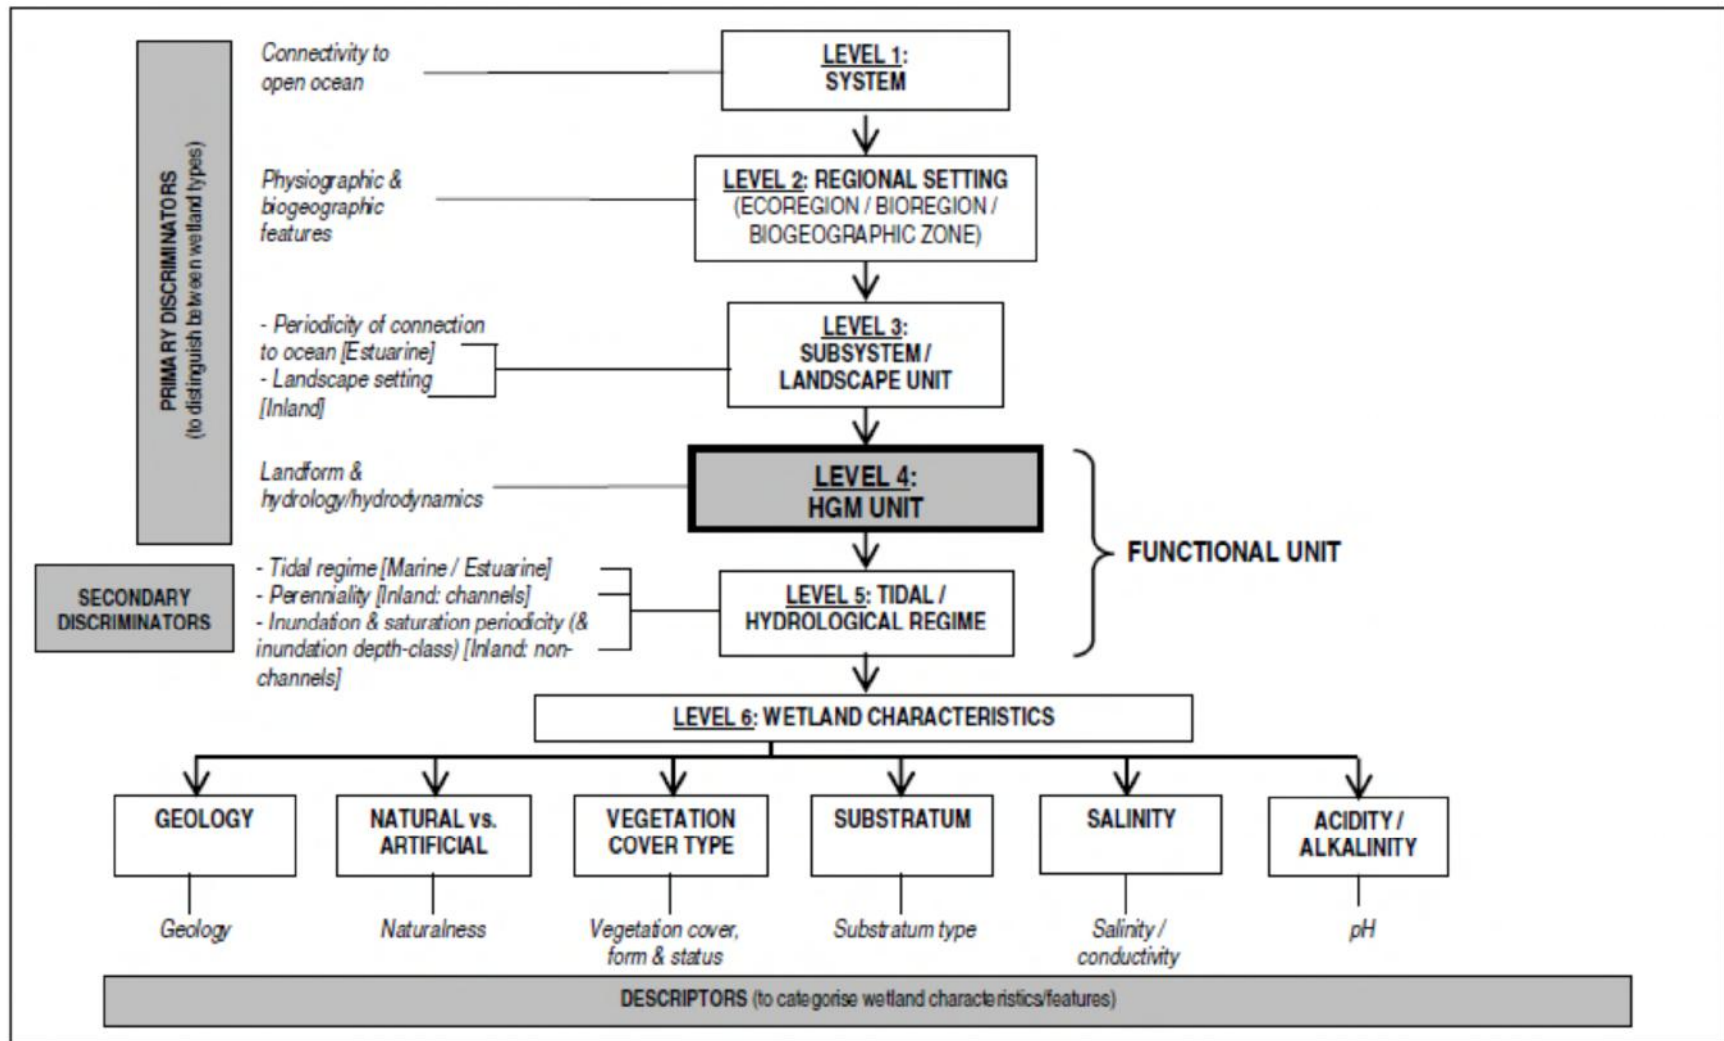 Connectivity to
open ocean
LEVEL 1:
SYSTEM
PRIMARY DISCRIMINATORS
(to distinguish between wetland types)
Physiographic &
biogeographic
features
LEVEL 2: REGIONAL SETTING
(ECOREGION / BIOREGION /
BIOGEOGRAPHIC ZONE)
- Periodicity of connection
to ocean [Estuarine]
- Landscape setting
[Inland]
LEVEL 3:
SUBSYSTEM /
LANDSCAPE UNIT
Landform &
hydrology/hydrodynamics
LEVEL 4:
HGM UNIT
FUNCTIONAL UNIT
SECONDARY
DISCRIMINATORS
- Tidal regime [Marine / Estuarine]
- Perenniality [Inland: channels]
- Inundation & saturation periodicity (&
inundation depth-class) [Inland: non-
channels]
LEVEL 5: TIDAL /
HYDROLOGICAL REGIME
LEVEL 6: WETLAND CHARACTERISTICS
GEOLOGY
NATURAL vs.
ARTIFICIAL
VEGETATION
COVER TYPE
SUBSTRATUM
SALINITY
ACIDITY /
ALKALINITY
Geology
Naturalness
Vegetation cover,
form & status
Substratum type
Salinity /
conductivity
pH
DESCRIPTORS (to categorise wetland characteristics/features)